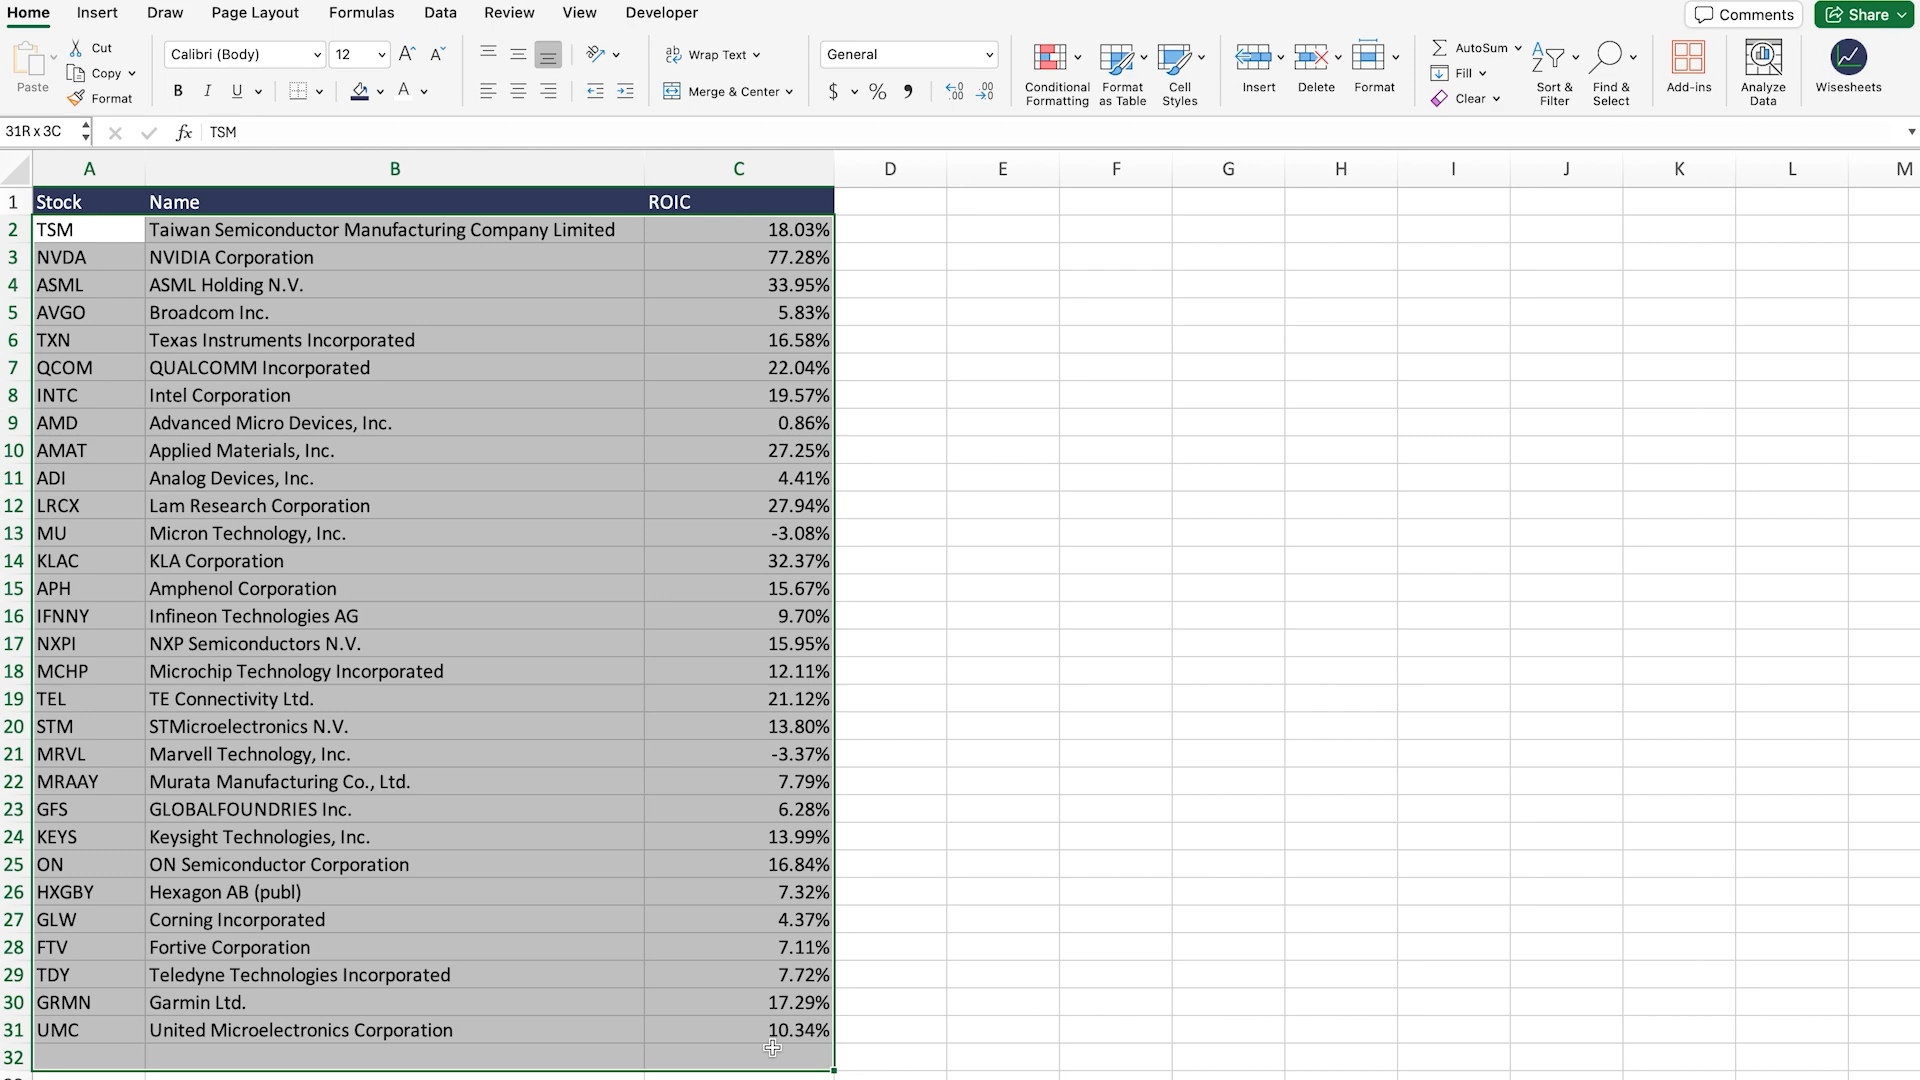 Home Insert Draw Page Layout Formulas Data Review View Developer Comments Share
Paste
Cut
Copy
Format
Calibri (Body) 12
B I U
Wrap Text
Merge & Center
General
$ %
Conditional Formatting
Format as Table
Cell Styles
Insert
Delete
Format
AutoSum
Fill
Clear
Sort & Filter
Find & Select
Add-ins
Analyze Data
Wisesheets
31R x 3C fx TSM
A B C D E F G H I J K L M
1 Stock Name ROIC
2 TSM Taiwan Semiconductor Manufacturing Company Limited 18.03%
3 NVDA NVIDIA Corporation 77.28%
4 ASML ASML Holding N.V. 33.95%
5 AVGO Broadcom Inc. 5.83%
6 TXN Texas Instruments Incorporated 16.58%
7 QCOM QUALCOMM Incorporated 22.04%
8 INTC Intel Corporation 19.57%
9 AMD Advanced Micro Devices, Inc. 0.86%
10 AMAT Applied Materials, Inc. 27.25%
11 ADI Analog Devices, Inc. 4.41%
12 LRCX Lam Research Corporation 27.94%
13 MU Micron Technology, Inc. -3.08%
14 KLAC KLA Corporation 32.37%
15 APH Amphenol Corporation 15.67%
16 IFNNY Infineon Technologies AG 9.70%
17 NXPI NXP Semiconductors N.V. 15.95%
18 MCHP Microchip Technology Incorporated 12.11%
19 TEL TE Connectivity Ltd. 21.12%
20 STM STMicroelectronics N.V. 13.80%
21 MRVL Marvell Technology, Inc. -3.37%
22 MRAAY Murata Manufacturing Co., Ltd. 7.79%
23 GFS GLOBALFOUNDRIES Inc. 6.28%
24 KEYS Keysight Technologies, Inc. 13.99%
25 ON ON Semiconductor Corporation 16.84%
26 HXGBY Hexagon AB (publ) 7.32%
27 GLW Corning Incorporated 4.37%
28 FTV Fortive Corporation 7.11%
29 TDY Teledyne Technologies Incorporated 7.72%
30 GRMN Garmin Ltd. 17.29%
31 UMC United Microelectronics Corporation 10.34%
32